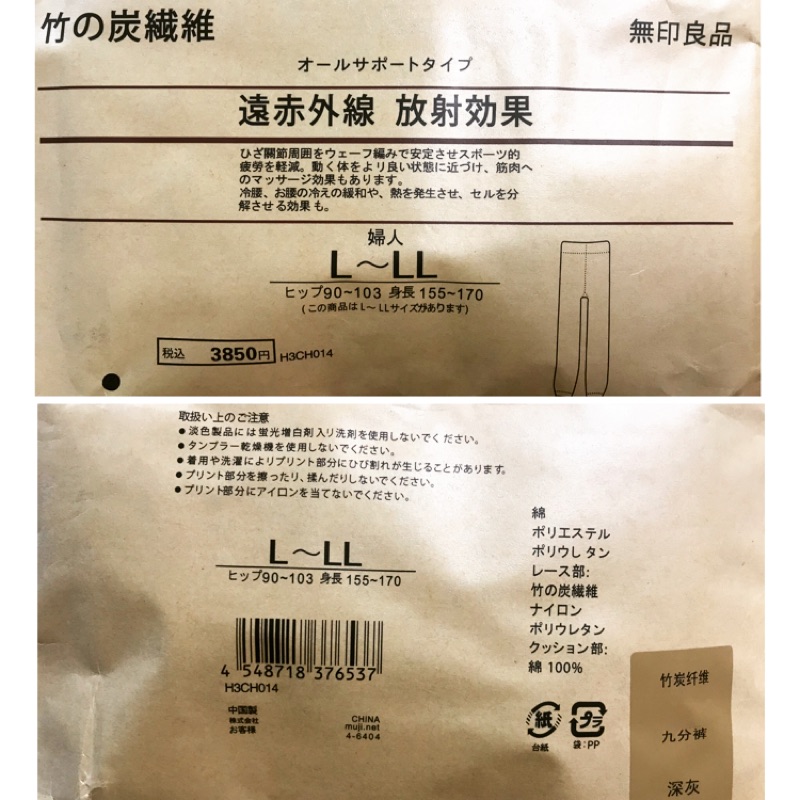 竹の炭繊維
無印良品
オールサポートタイプ
遠赤外線 放射効果
ひざ關節周囲をウェーフ編みで安定させスポーツ的
疲労を軽減。動く体をより良い状態に近づけ、筋肉へ
のマッサージ効果もあります。
冷腰、お腰の冷えの緩和や、熱を発生させ、セルを分
解させる効果も。
婦人
L～LL
ヒップ90~103 身長155~170
(この商品はL～LLサイズがあります)
税込 3850円 H3CH014
取扱い上のご注意
●淡色製品には蛍光増白剤入り洗剤を使用しないでください。
●タンプラー乾燥機を使用しないでください。
●着用や洗濯によりプリント部分にひび割れが生じることがあります。
●プリント部分を擦ったり、揉んだりしないでください。
●プリント部分にアイロンを当てないでください。
L～LL
ヒップ90~103 身長155~170
4 548718 376537
H3CH014
中国製
株式会社
お客様
CHINA
muji.net
4-6404
綿
ポリエステル
ポリウし タン
レース部:
竹の炭繊維
ナイロン
ポリウレタン
クッション部:
綿 100%
紙
台紙
プラ
袋:PP
竹炭纤维
九分裤
深灰